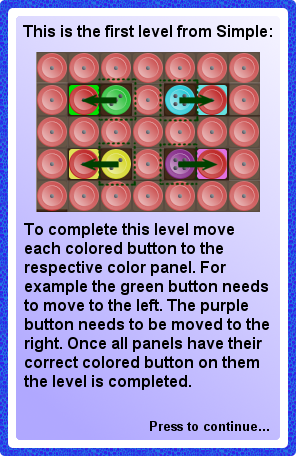 This is the first level from Simple:
To complete this level move
each colored button to the
respective color panel. For
example the green button needs
to move to the left. The purple
button needs to be moved to the
right. Once all panels have their
correct colored button on them
the level is completed.
Press to continue...